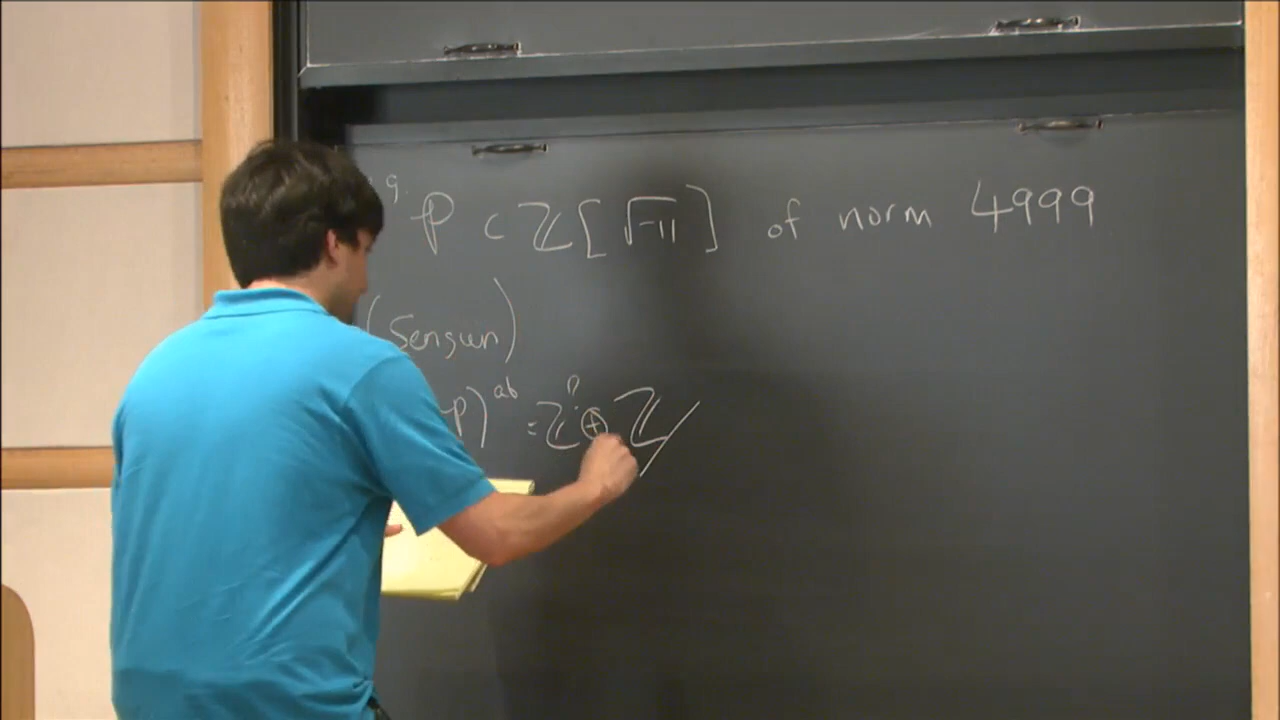 g. P ⊂ ℤ[√-11] of norm 4999
(Sengun)
p)^ab = ℤ^? ⊕ ℤ/